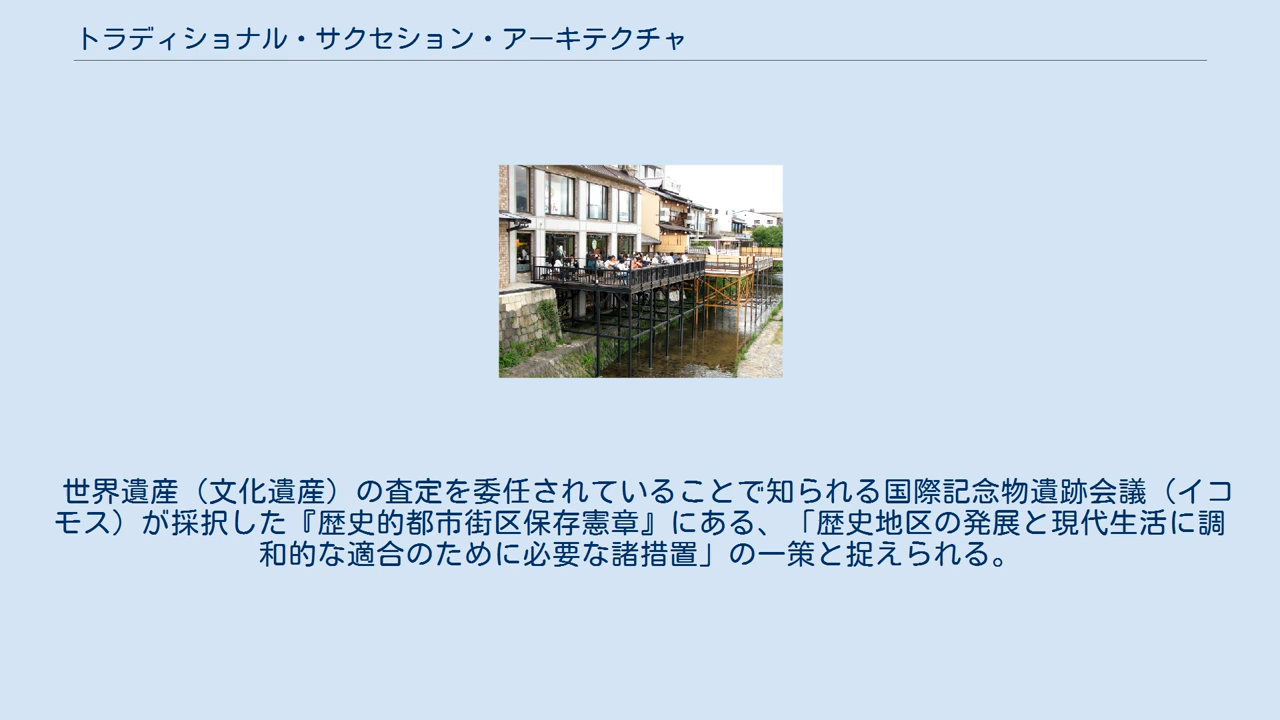 トラディショナル・サクセション・アーキテクチャ
世界遺産（文化遺産）の査定を委任されていることで知られる国際記念物遺跡会議（イコ
モス）が採択した『歴史的都市街区保存憲章』にある、「歴史地区の発展と現代生活に調
和的な適合のために必要な諸措置」の一策と捉えられる。